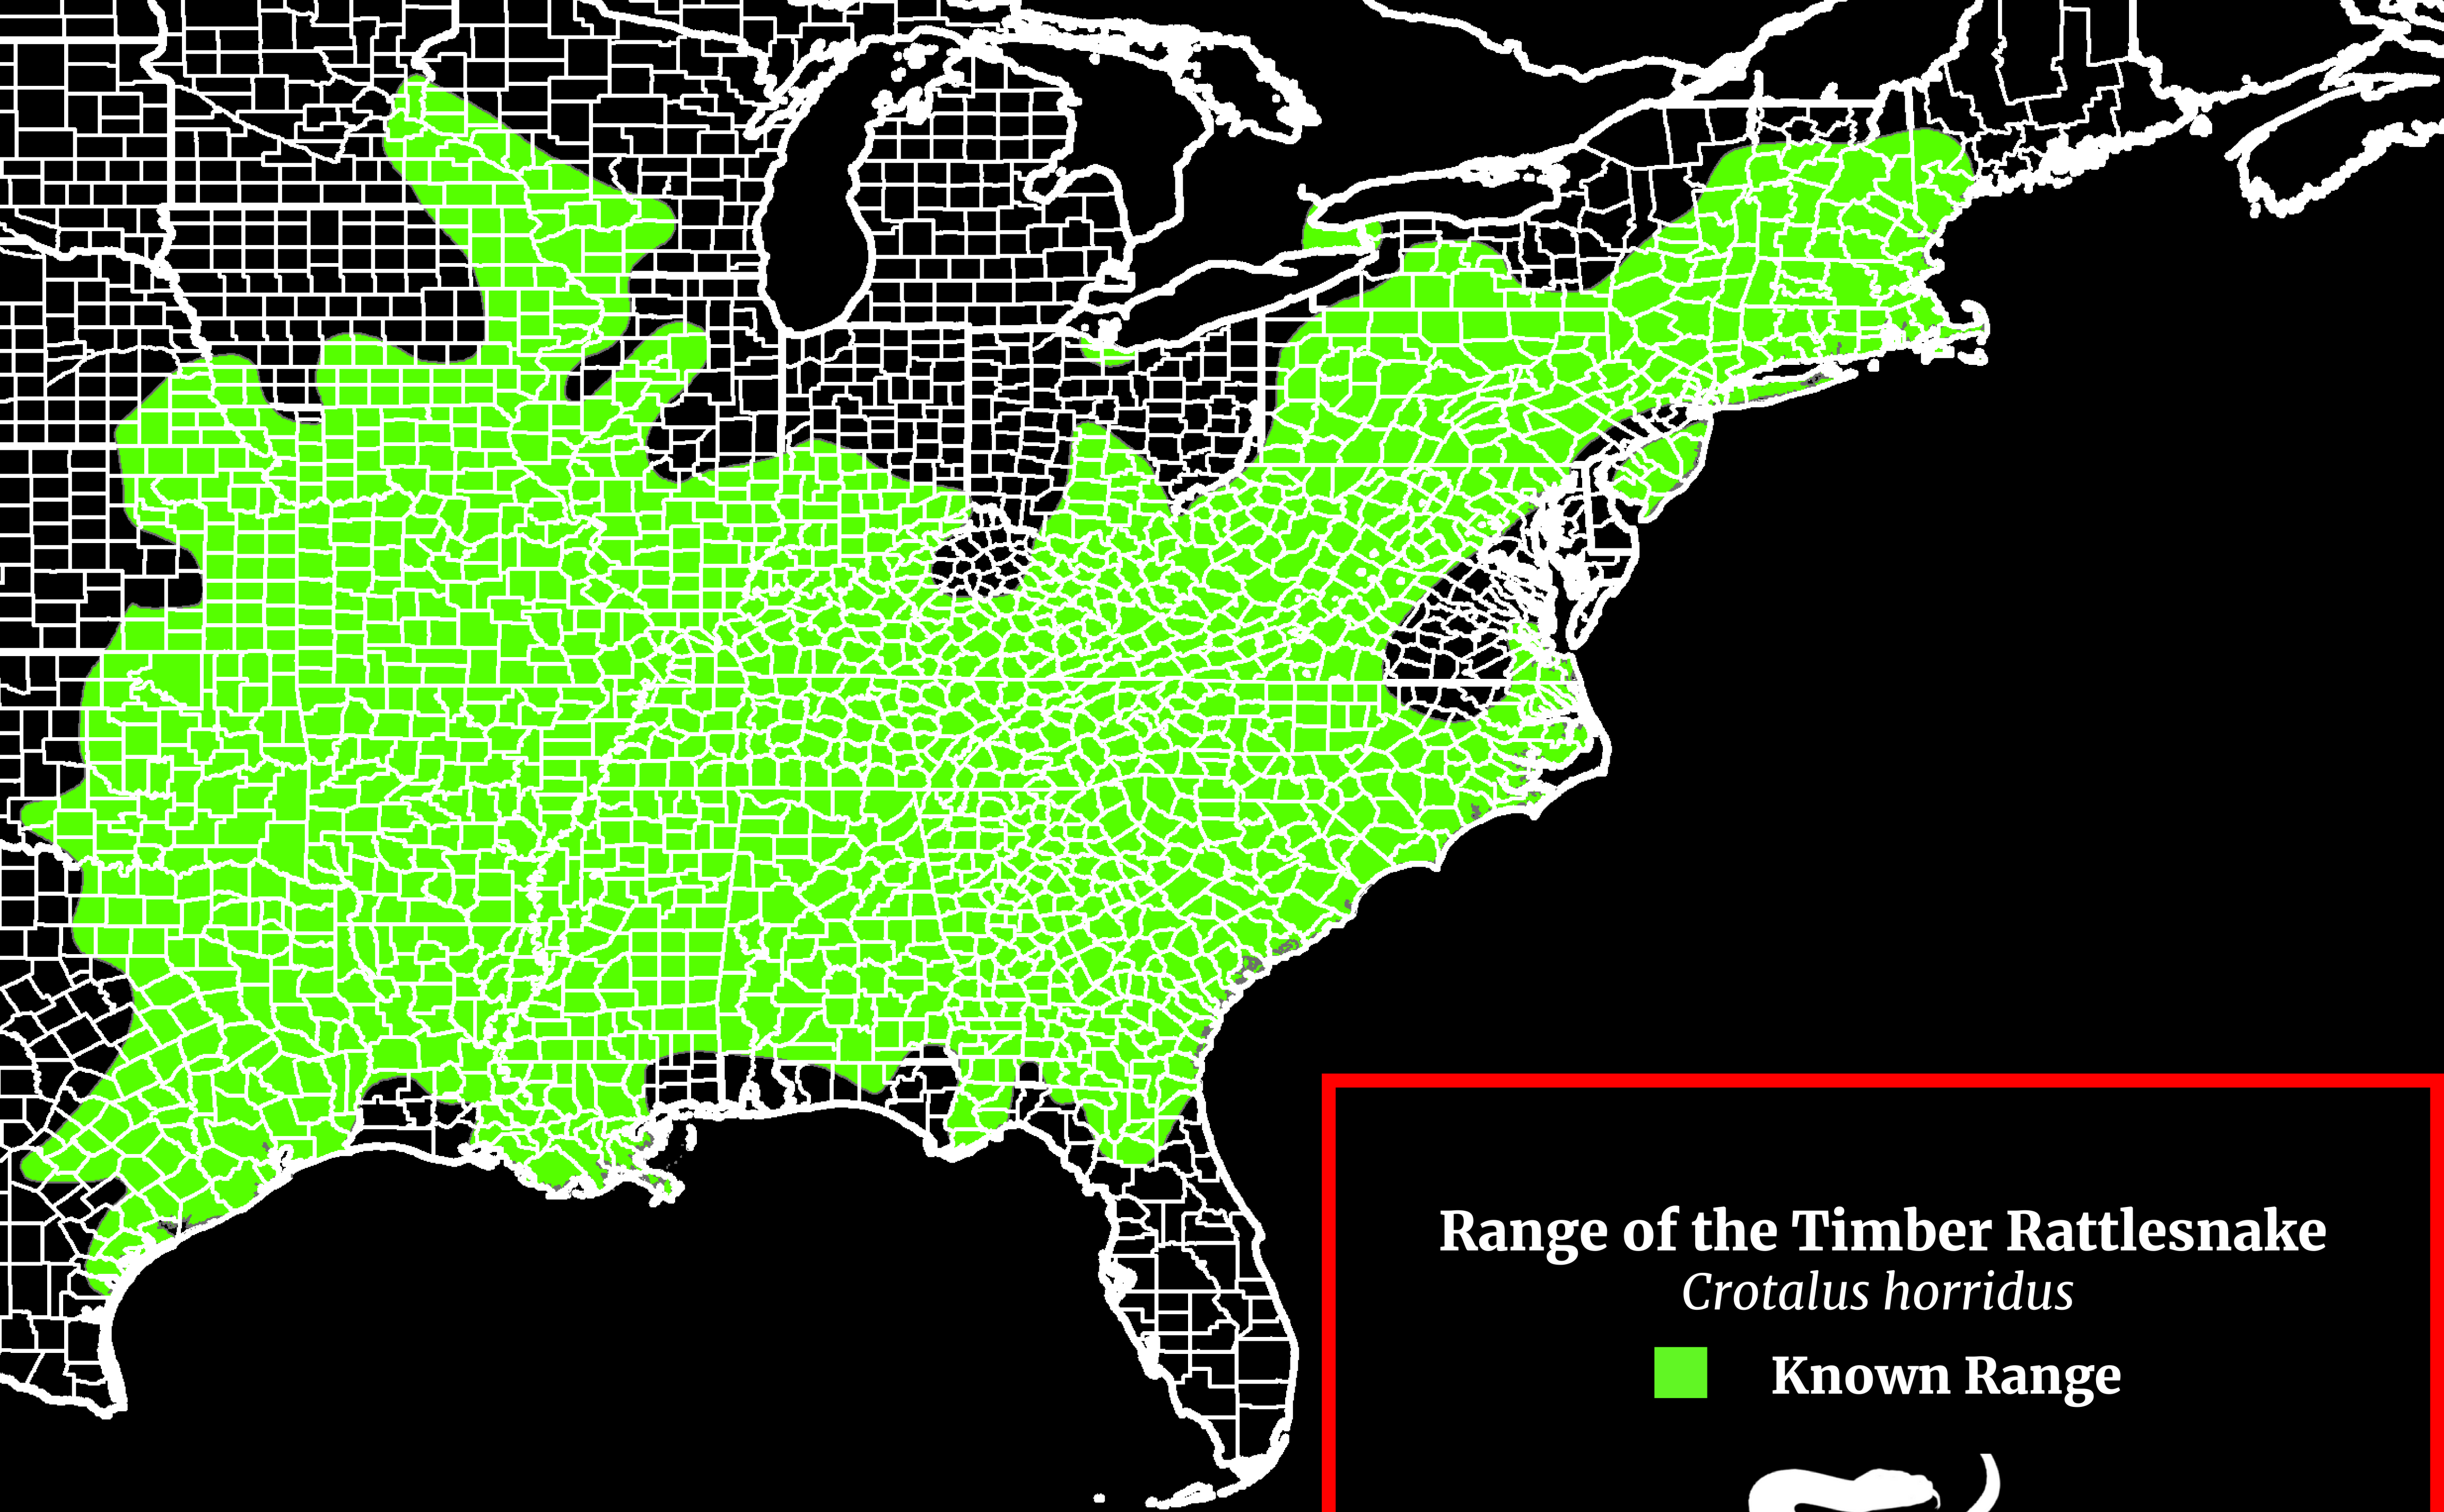 Range of the Timber Rattlesnake
Crotalus horridus
Known Range